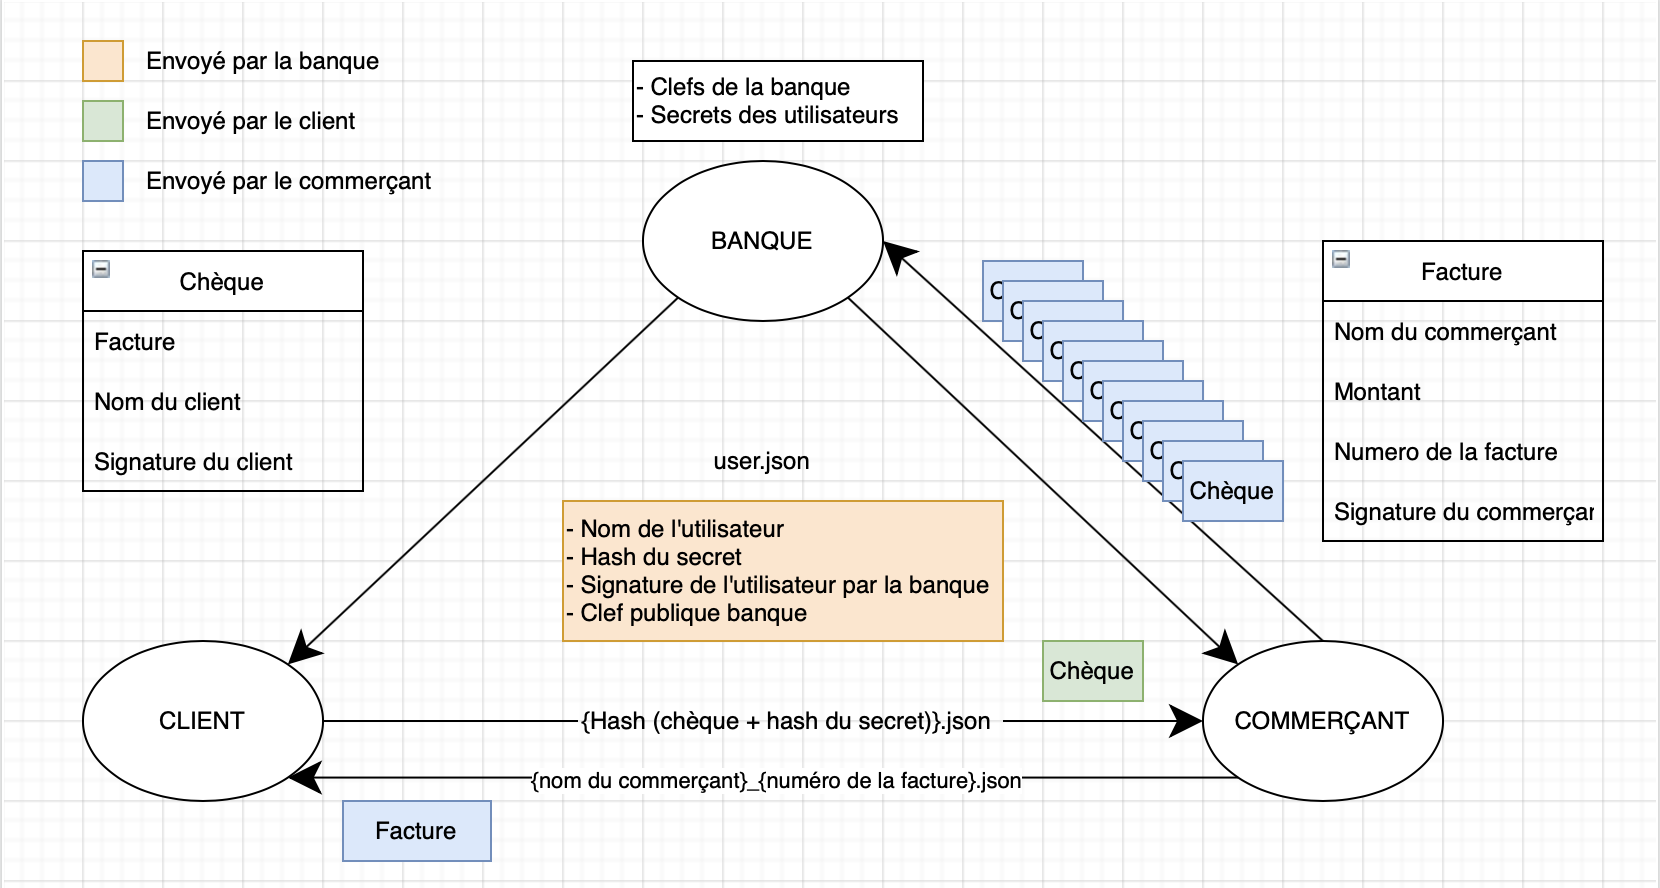 Envoyé par la banque
Envoyé par le client
Envoyé par le commerçant
- Clefs de la banque
- Secrets des utilisateurs
BANQUE
Chèque
Facture
Nom du client
Signature du client
Facture
Nom du commerçant
Montant
Numero de la facture
Signature du commerçar
C
C
C
C
C
C
C
C
C
C
Chèque
user.json
- Nom de l'utilisateur
- Hash du secret
- Signature de l'utilisateur par la banque
- Clef publique banque
Chèque
CLIENT
{Hash (chèque + hash du secret)}.json
COMMERÇANT
{nom du commerçant}_{numéro de la facture}.json
Facture